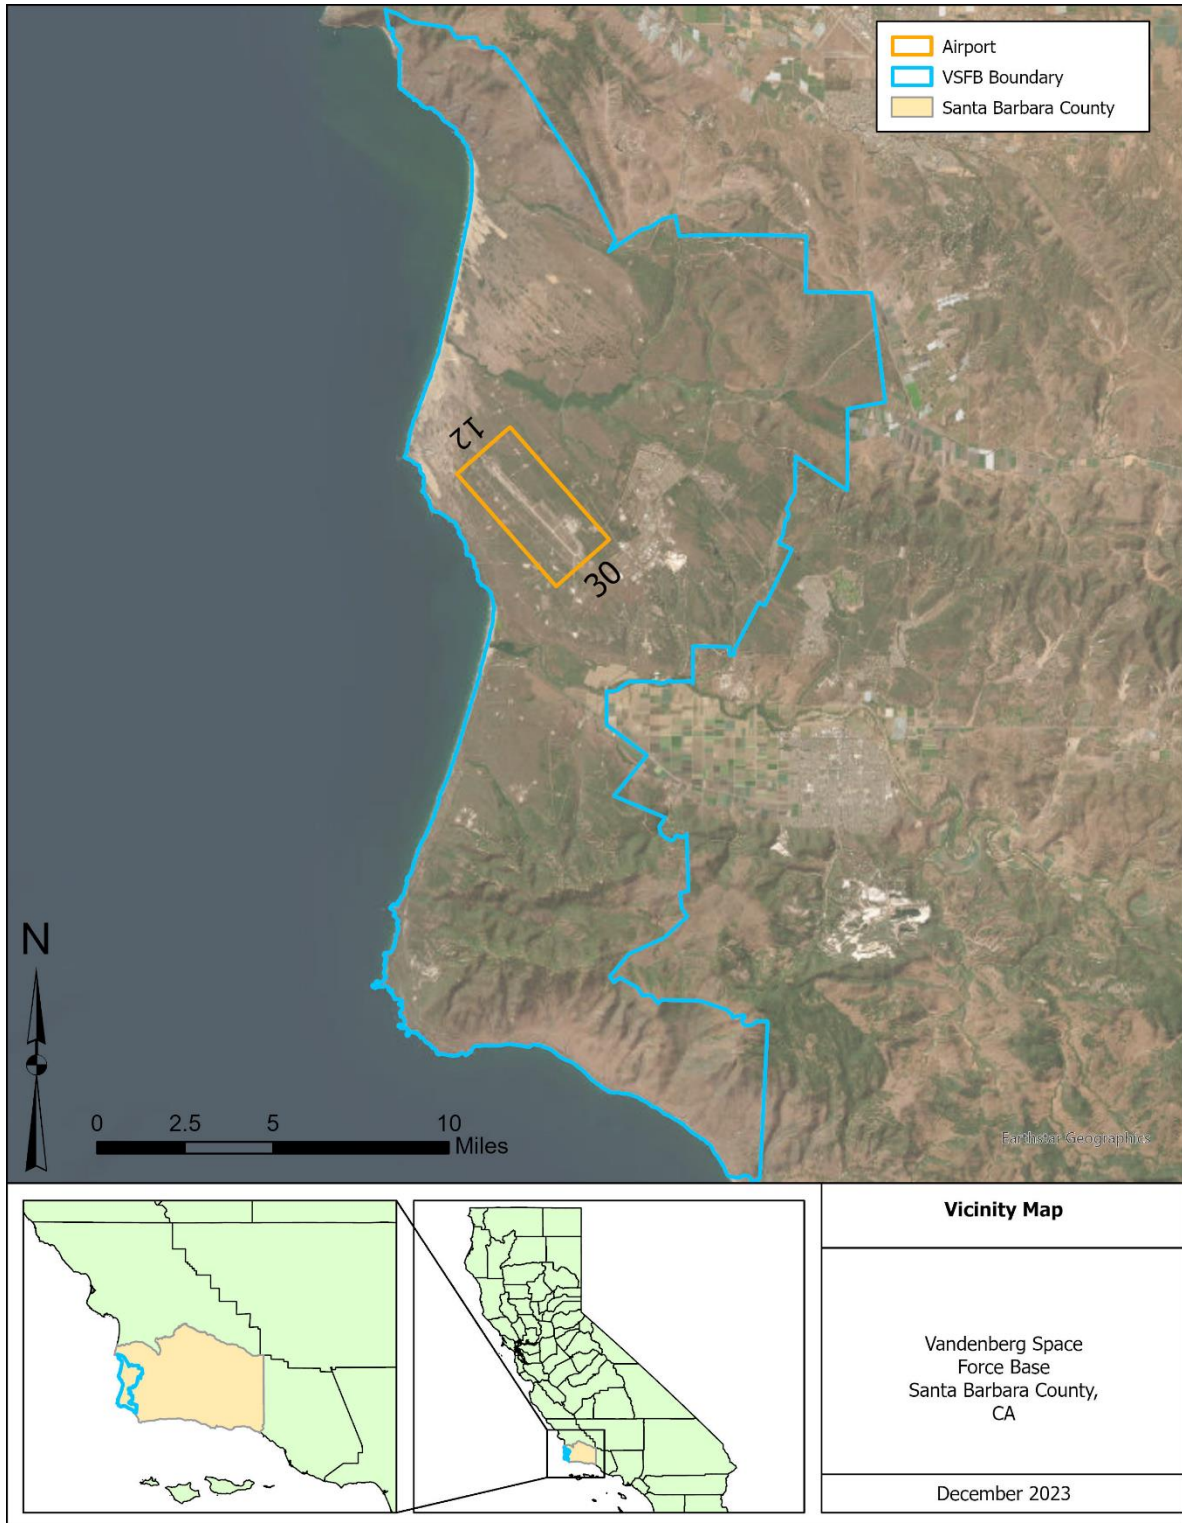 Airport
VSFB Boundary
Santa Barbara County
12
30
N
0 2.5 5 10
Miles
Earthstar Geographics
Vicinity Map
Vandenberg Space
Force Base
Santa Barbara County,
CA
December 2023